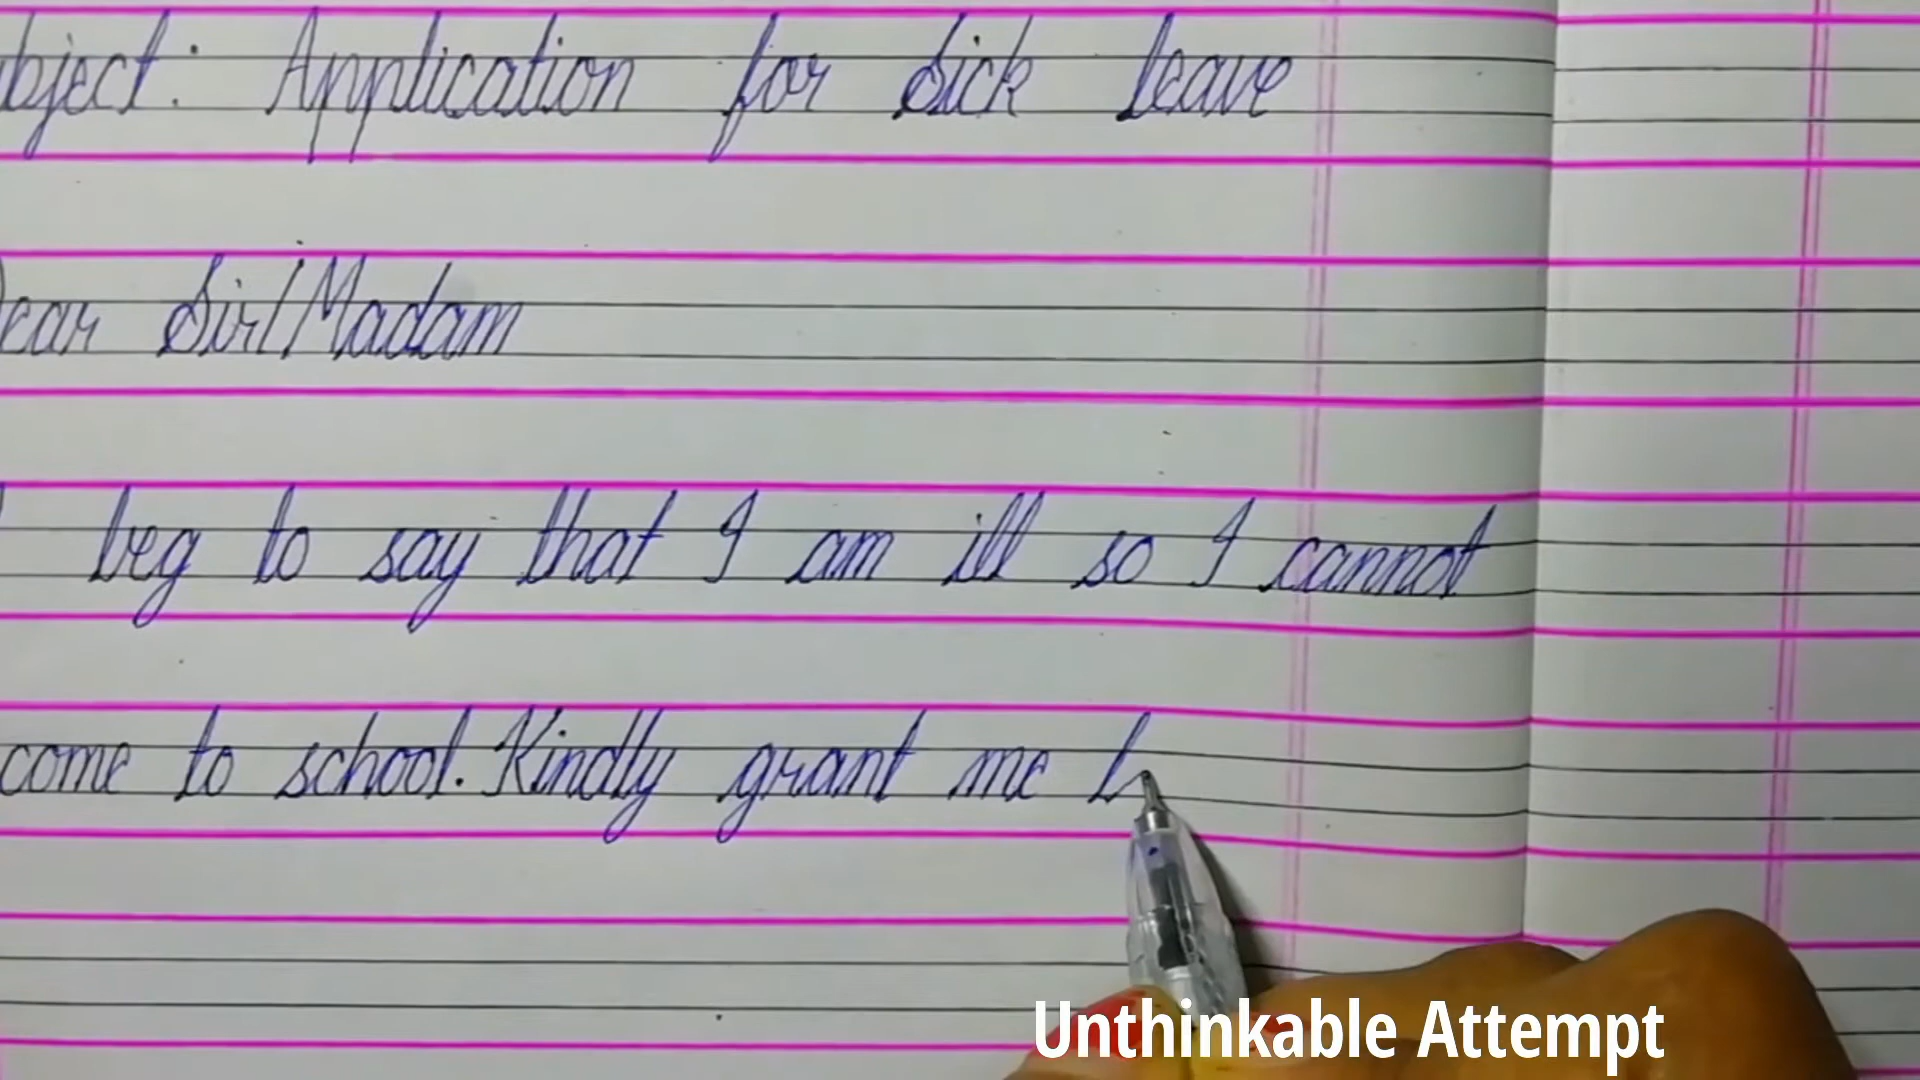 bject: Application for Sick leave
Dear Sir/Madam
I beg to say that I am ill so I cannot
come to school. Kindly grant me l
Unthinkable Attempt